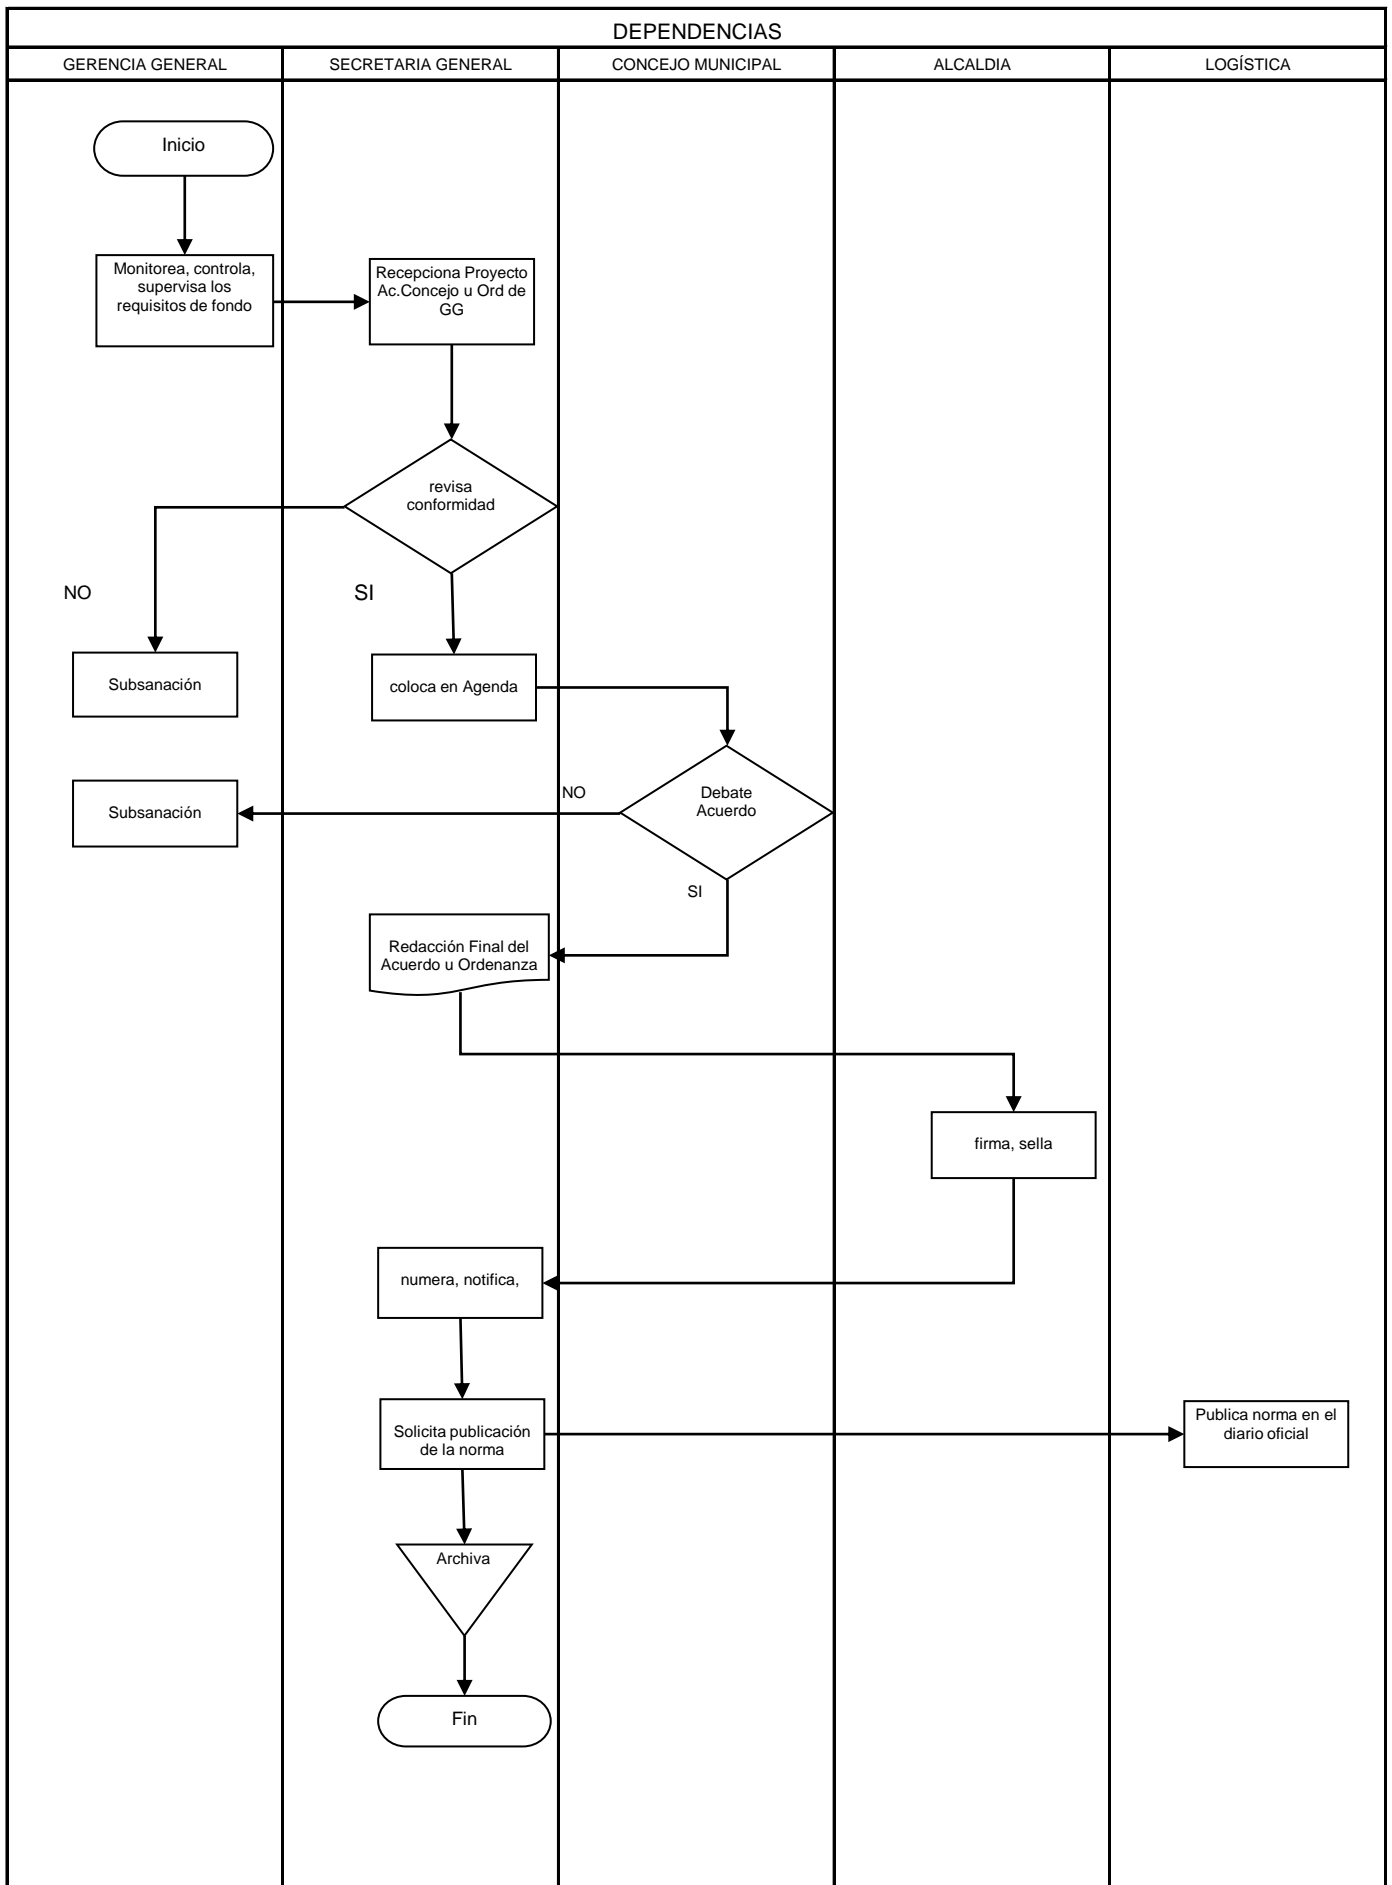 DEPENDENCIAS
GERENCIA GENERAL
SECRETARIA GENERAL
CONCEJO MUNICIPAL
ALCALDIA
LOGÍSTICA
Inicio
Monitorea, controla,
supervisa los
requisitos de fondo
Recepciona Proyecto
Ac.Concejo u Ord de
GG
revisa
conformidad
NO
SI
Subsanación
coloca en Agenda
Subsanación
NO
Debate
Acuerdo
SI
Redacción Final del
Acuerdo u Ordenanza
firma, sella
numera, notifica,
Solicita publicación
de la norma
Publica norma en el
diario oficial
Archiva
Fin